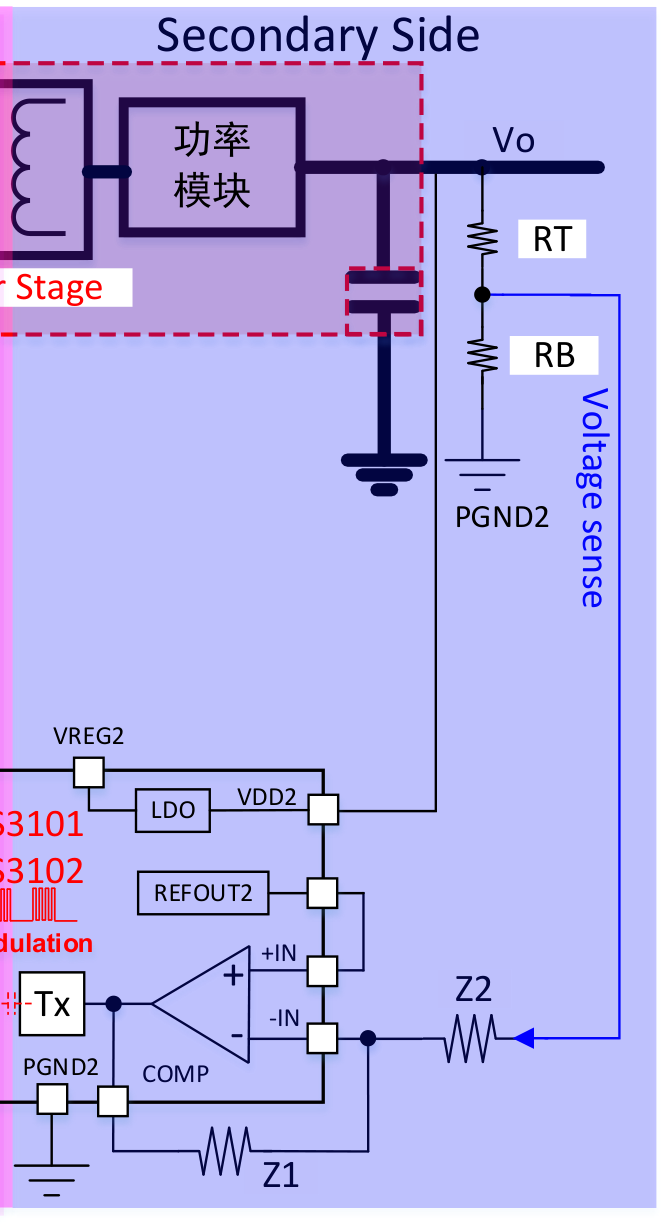 Secondary Side
功率
模块
Vo
RT
r Stage
RB
Voltage sense
PGND2
VREG2
LDO
VDD2
S3101
S3102
REFOUT2
dulation
+IN
+
Tx
-
-IN
Z2
PGND2
COMP
Z1